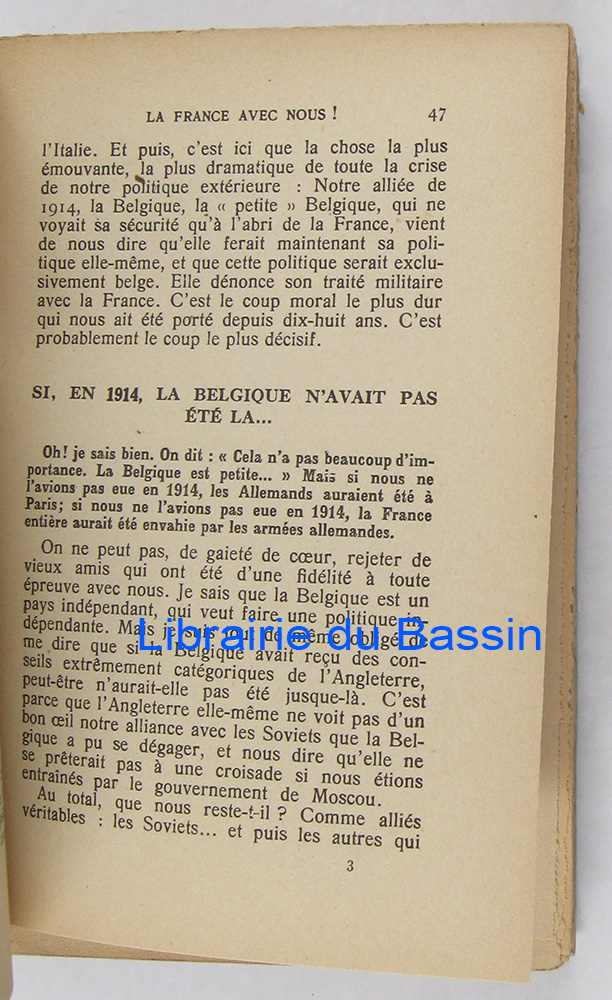 LA FRANCE AVEC NOUS ! 47
l'Italie. Et puis, c'est ici que la chose la plus
émouvante, la plus dramatique de toute la crise
de notre politique extérieure : Notre alliée de
1914, la Belgique, la « petite » Belgique, qui ne
voyait sa sécurité qu'à l'abri de la France, vient
de nous dire qu'elle ferait maintenant sa poli-
tique elle-même, et que cette politique serait exclu-
sivement belge. Elle dénonce son traité militaire
avec la France. C'est le coup moral le plus dur
qui nous ait été porté depuis dix-huit ans. C'est
probablement le coup le plus décisif.
SI, EN 1914, LA BELGIQUE N'AVAIT PAS
ÉTÉ LA...
Oh! je sais bien. On dit : « Cela n'a pas beaucoup d'im-
portance. La Belgique est petite... » Mais si nous ne
l'avions pas eue en 1914, les Allemands auraient été à
Paris; si nous ne l'avions pas eue en 1914, la France
entière aurait été envahie par les armées allemandes.
On ne peut pas, de gaieté de cœur, rejeter de
vieux amis qui ont été d'une fidélité à toute
épreuve avec nous. Je sais que la Belgique est un
pays indépendant, qui veut faire une politique in-
dépendante. Mais je suis tout de même obligé de
Librairie du Bassin
me dire que si la Belgique avait reçu des con-
seils extrêmement catégoriques de l'Angleterre,
peut-être n'aurait-elle pas été jusque-là. C'est
parce que l'Angleterre elle-même ne voit pas d'un
bon œil notre alliance avec les Soviets que la Bel-
gique a pu se dégager, et nous dire qu'elle ne
se prêterait pas à une croisade si nous étions
entraînés par le gouvernement de Moscou.
Au total, que nous reste-t-il ? Comme alliés
véritables : les Soviets... et puis les autres qui
3